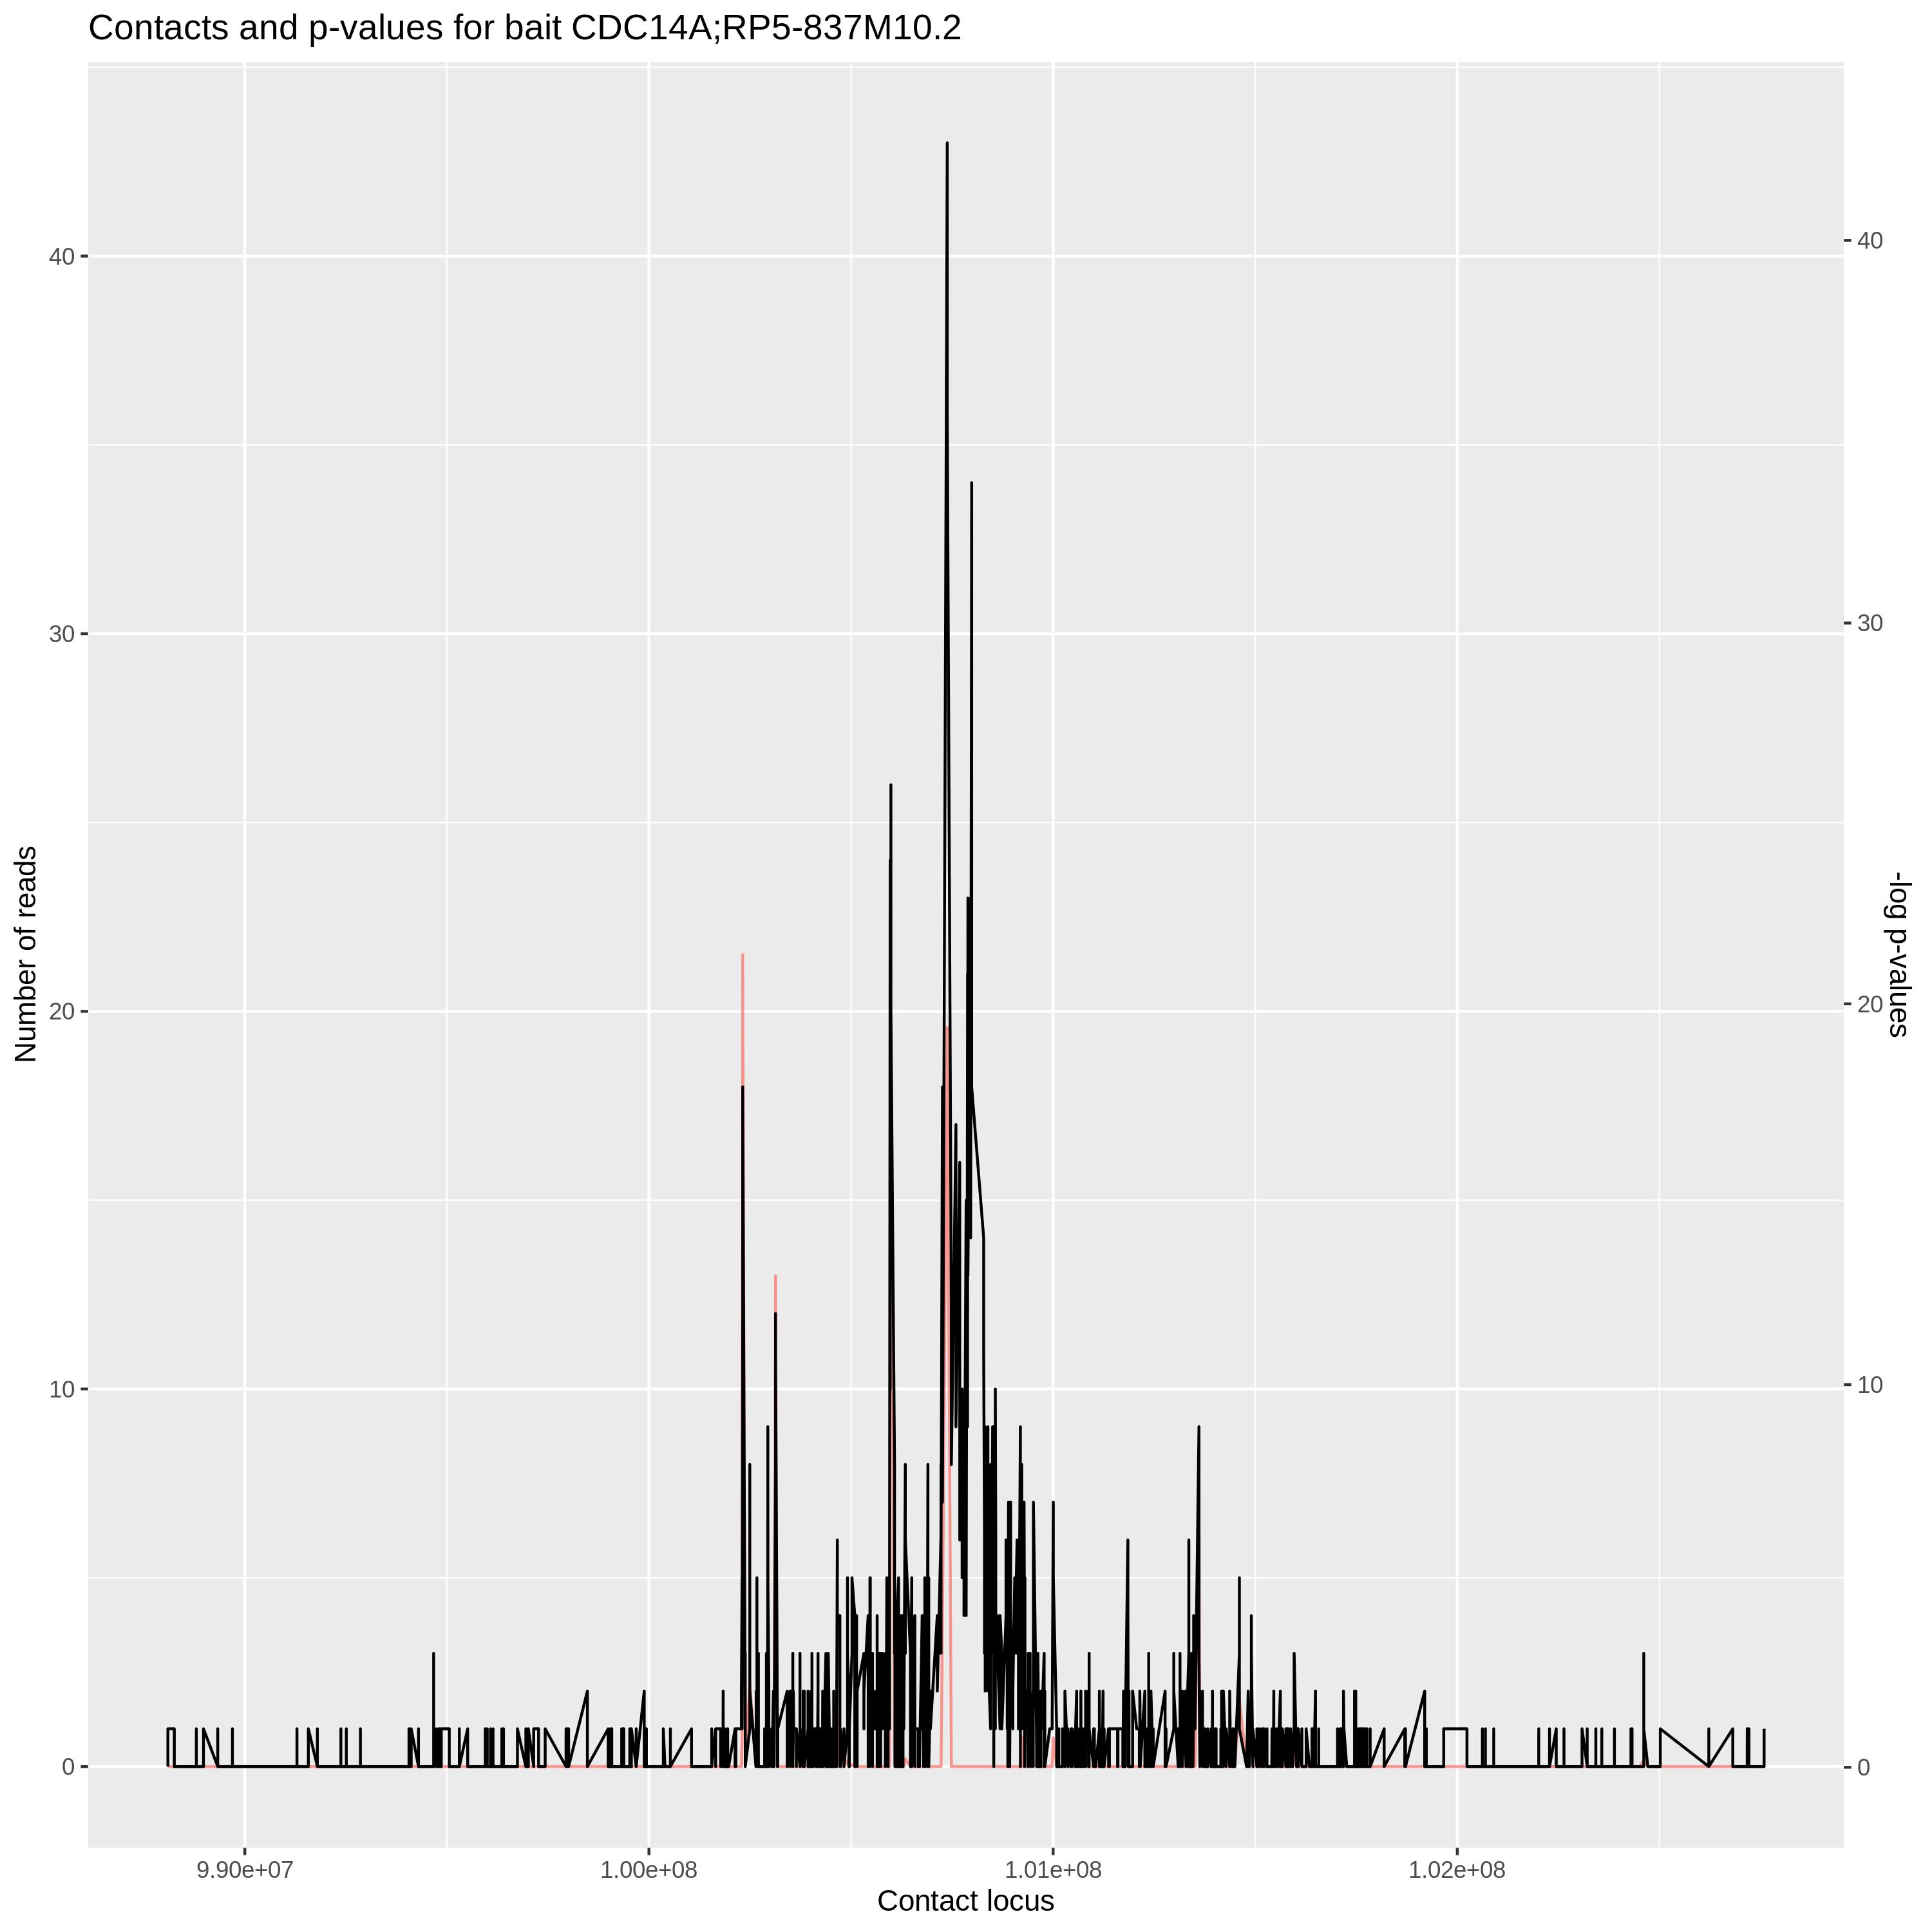 Contacts and p-values for bait CDC14A;RP5-837M10.2
40
30
20
10
0
Number of reads
40
30
20
10
0
-log p-values
9.90e+07
1.00e+08
1.01e+08
1.02e+08
Contact locus